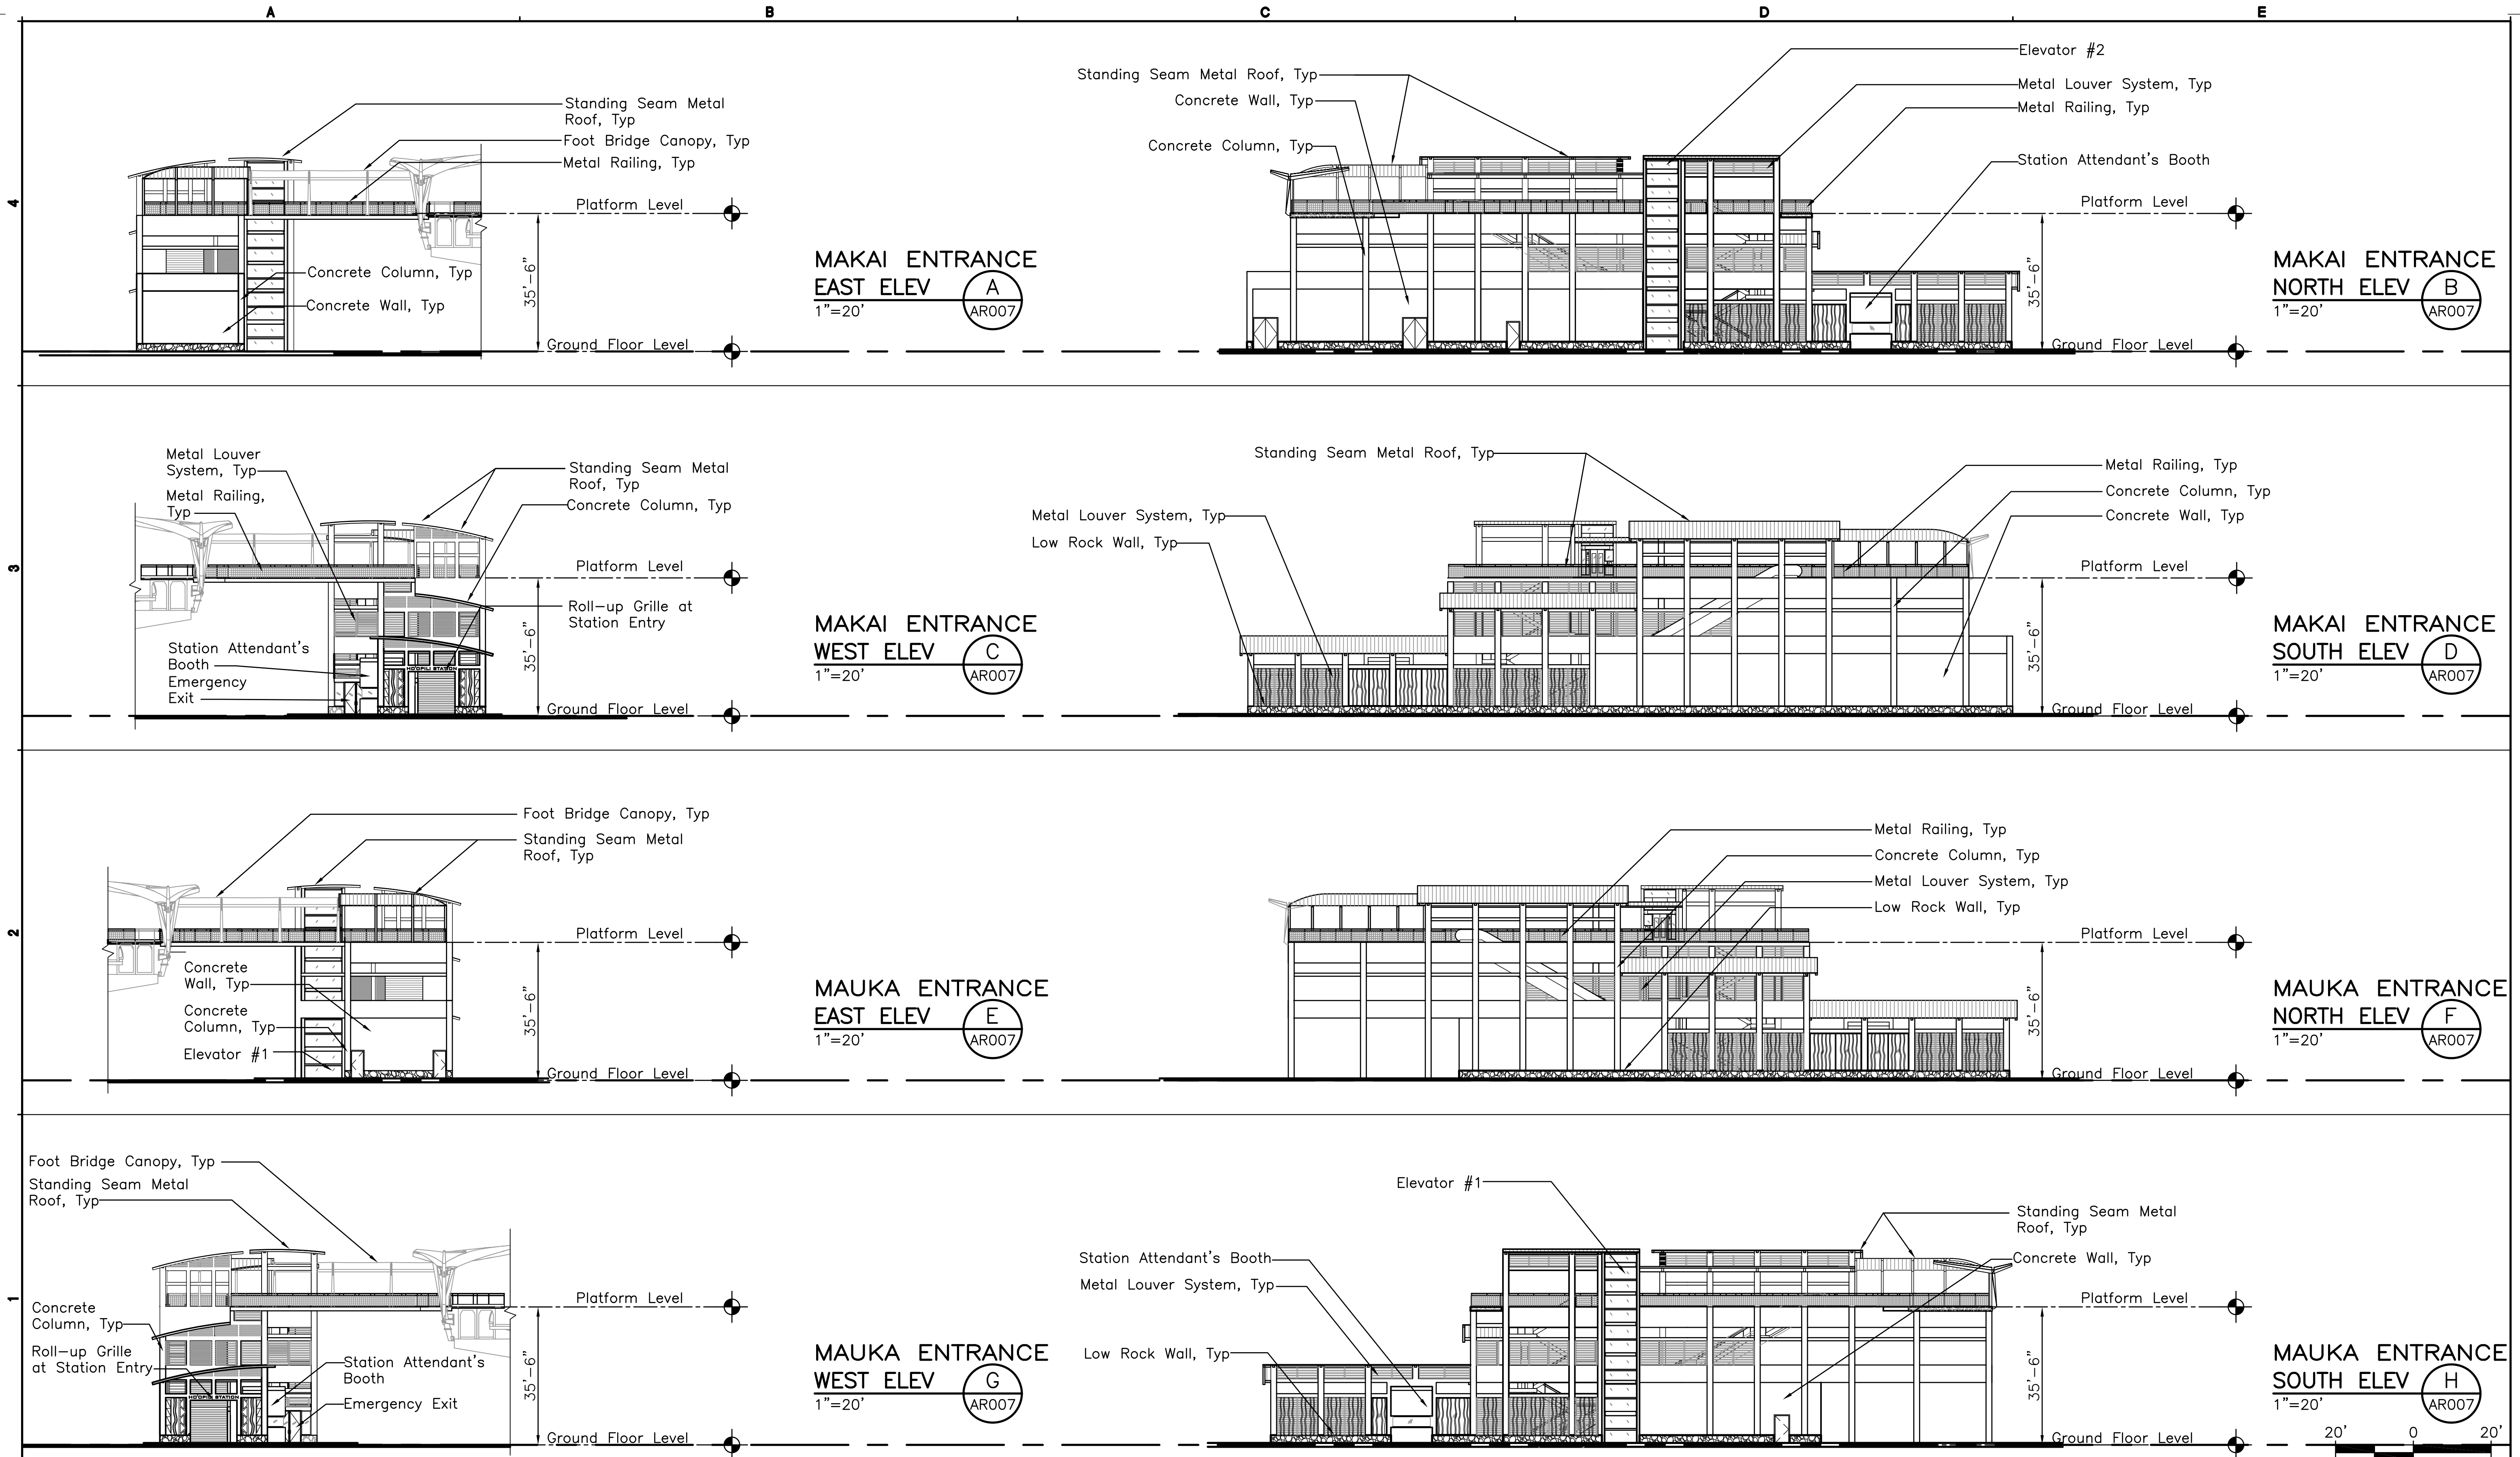 A B C D E
4
Standing Seam Metal
Roof, Typ
Foot Bridge Canopy, Typ
Metal Railing, Typ
Platform Level
Concrete Column, Typ
Concrete Wall, Typ
35'-6"
Ground Floor Level
MAKAI ENTRANCE
EAST ELEV A
1"=20' AR007
Standing Seam Metal Roof, Typ
Concrete Wall, Typ
Concrete Column, Typ
Elevator #2
Metal Louver System, Typ
Metal Railing, Typ
Station Attendant's Booth
Platform Level
35'-6"
Ground Floor Level
MAKAI ENTRANCE
NORTH ELEV B
1"=20' AR007
3
Metal Louver
System, Typ
Metal Railing,
Typ
Standing Seam Metal
Roof, Typ
Concrete Column, Typ
Platform Level
Roll-up Grille at
Station Entry
Station Attendant's
Booth
Emergency
Exit
HO'OPILI STATION
35'-6"
Ground Floor Level
MAKAI ENTRANCE
WEST ELEV C
1"=20' AR007
Standing Seam Metal Roof, Typ
Metal Louver System, Typ
Low Rock Wall, Typ
Metal Railing, Typ
Concrete Column, Typ
Concrete Wall, Typ
Platform Level
35'-6"
Ground Floor Level
MAKAI ENTRANCE
SOUTH ELEV D
1"=20' AR007
2
Foot Bridge Canopy, Typ
Standing Seam Metal
Roof, Typ
Platform Level
Concrete
Wall, Typ
Concrete
Column, Typ
Elevator #1
35'-6"
Ground Floor Level
MAUKA ENTRANCE
EAST ELEV E
1"=20' AR007
Metal Railing, Typ
Concrete Column, Typ
Metal Louver System, Typ
Low Rock Wall, Typ
Platform Level
35'-6"
Ground Floor Level
MAUKA ENTRANCE
NORTH ELEV F
1"=20' AR007
1
Foot Bridge Canopy, Typ
Standing Seam Metal
Roof, Typ
Platform Level
Concrete
Column, Typ
Roll-up Grille
at Station Entry
Station Attendant's
Booth
Emergency Exit
HO'OPILI STATION
35'-6"
Ground Floor Level
MAUKA ENTRANCE
WEST ELEV G
1"=20' AR007
Elevator #1
Station Attendant's Booth
Metal Louver System, Typ
Low Rock Wall, Typ
Standing Seam Metal
Roof, Typ
Concrete Wall, Typ
Platform Level
35'-6"
Ground Floor Level
MAUKA ENTRANCE
SOUTH ELEV H
1"=20' AR007
20' 0 20'